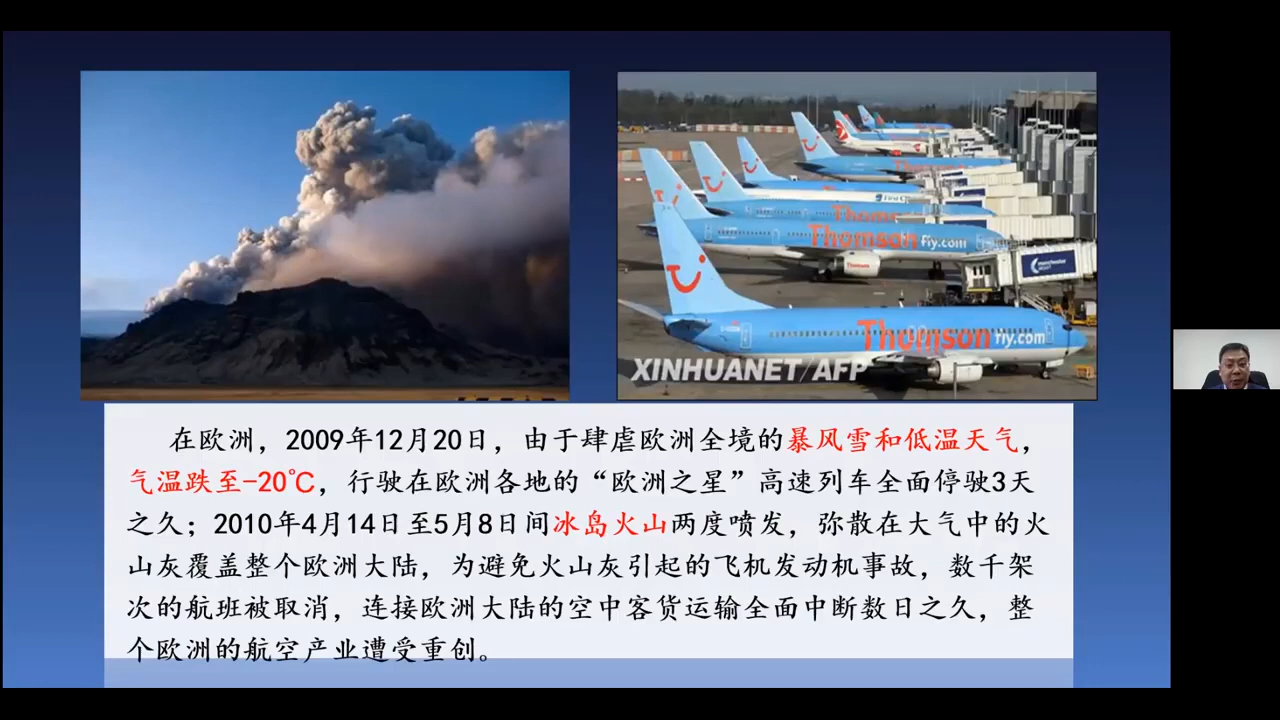 First C
Thoms
Thomson fly.com
manchester
Thomson
Thomson fly.com
XINHUANET/AFP
在欧洲，2009年12月20日，由于肆虐欧洲全境的暴风雪和低温天气，
气温跌至-20℃，行驶在欧洲各地的“欧洲之星”高速列车全面停驶3天
之久；2010年4月14日至5月8日间冰岛火山两度喷发，弥散在大气中的火
山灰覆盖整个欧洲大陆，为避免火山灰引起的飞机发动机事故，数千架
次的航班被取消，连接欧洲大陆的空中客货运输全面中断数日之久，整
个欧洲的航空产业遭受重创。